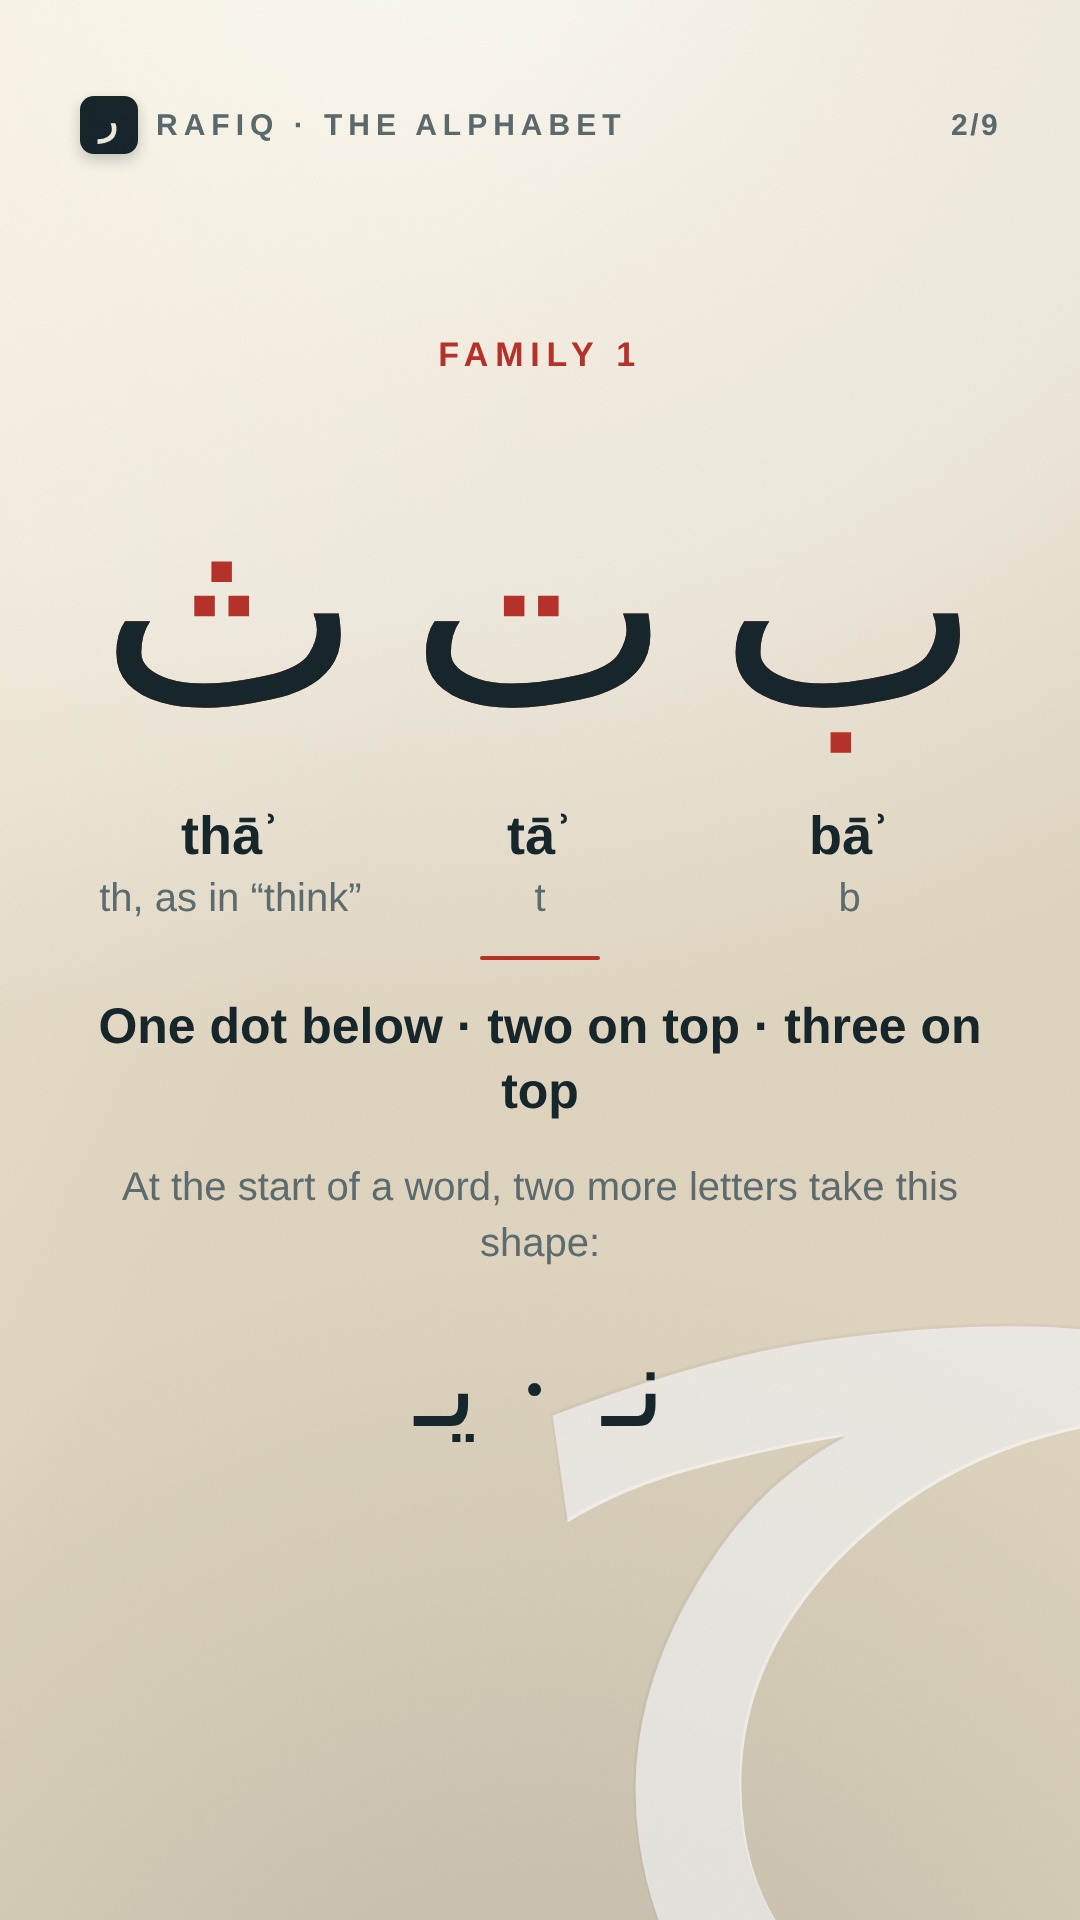 ر RAFIQ · THE ALPHABET 2/9
FAMILY 1
ب ت ث
thāʾ tāʾ bāʾ
th, as in “think” t b
One dot below · two on top · three on
top
At the start of a word, two more letters take this
shape:
نـ · يـ
ح